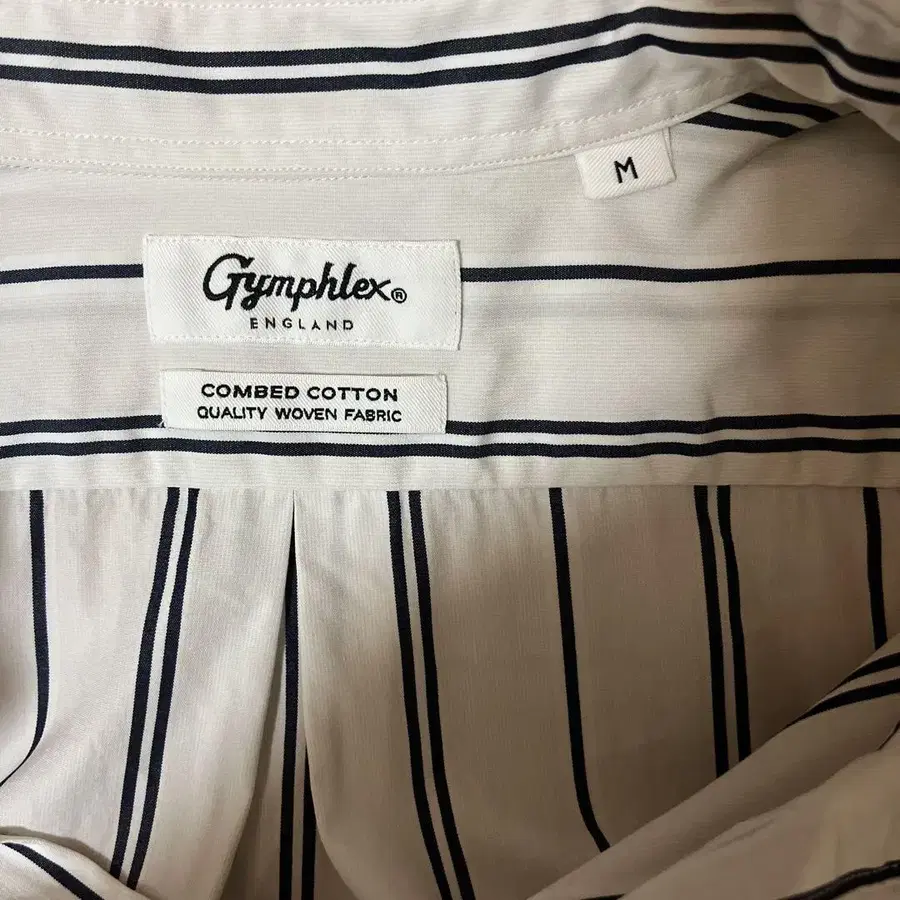 M
Gymphlex®
ENGLAND
COMBED COTTON
QUALITY WOVEN FABRIC